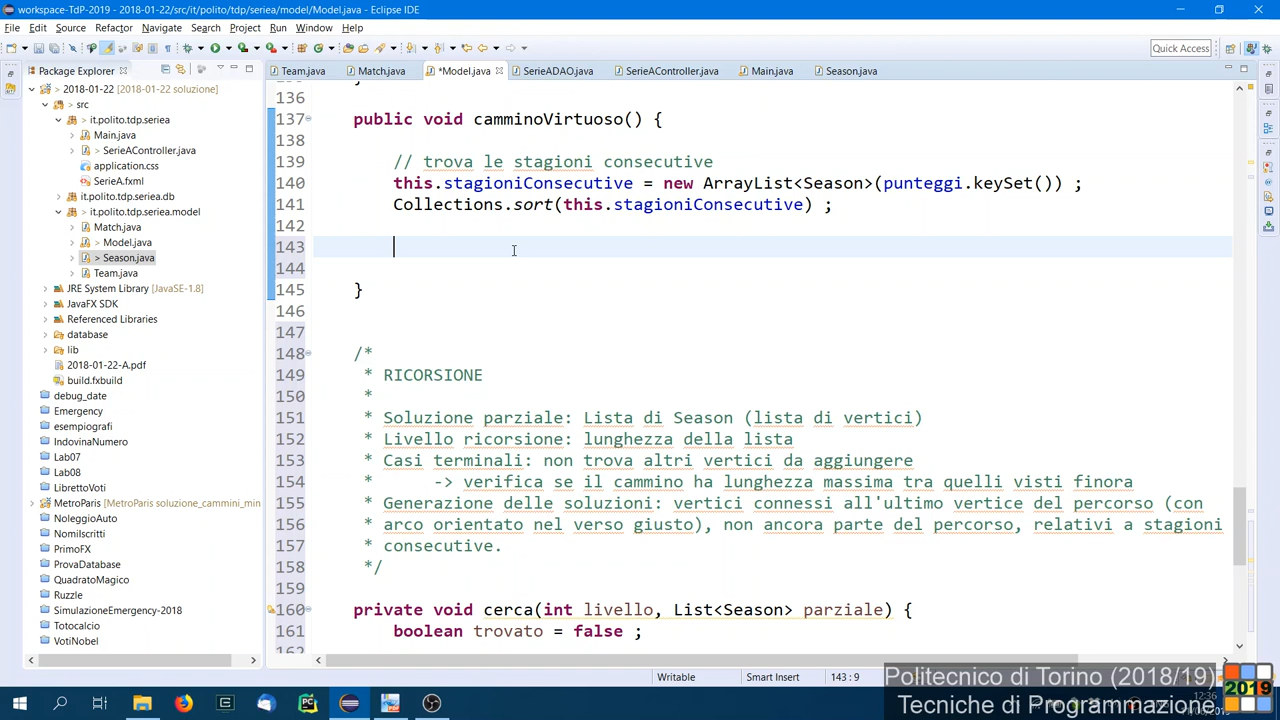 workspace-TdP-2019 - 2018-01-22/src/it/polito/tdp/seriea/model/Model.java - Eclipse IDE
File Edit Source Refactor Navigate Search Project Run Window Help
Quick Access
Package Explorer
Team.java
Match.java
*Model.java
SerieADAO.java
SerieAController.java
Main.java
Season.java
> 2018-01-22 [2018-01-22 soluzione]
> src
it.polito.tdp.seriea
Main.java
> SerieAController.java
application.css
SerieA.fxml
it.polito.tdp.seriea.db
it.polito.tdp.seriea.model
Match.java
> Model.java
> Season.java
Team.java
JRE System Library [JavaSE-1.8]
JavaFX SDK
Referenced Libraries
database
lib
2018-01-22-A.pdf
build.fxbuild
debug_date
Emergency
esempiografi
IndovinaNumero
Lab07
Lab08
LibrettoVoti
MetroParis [MetroParis soluzione_cammini_min
NoleggioAuto
NomiIscritti
PrimoFX
ProvaDatabase
QuadratoMagico
Ruzzle
SimulazioneEmergency-2018
Totocalcio
VotiNobel
136
137 public void camminoVirtuoso() {
138
139 // trova le stagioni consecutive
140 this.stagioniConsecutive = new ArrayList<Season>(punteggi.keySet()) ;
141 Collections.sort(this.stagioniConsecutive) ;
142
143
144
145 }
146
147
148 /*
149 * RICORSIONE
150 *
151 * Soluzione parziale: Lista di Season (lista di vertici)
152 * Livello ricorsione: lunghezza della lista
153 * Casi terminali: non trova altri vertici da aggiungere
154 * -> verifica se il cammino ha lunghezza massima tra quelli visti finora
155 * Generazione delle soluzioni: vertici connessi all'ultimo vertice del percorso (con
156 * arco orientato nel verso giusto), non ancora parte del percorso, relativi a stagioni
157 * consecutive.
158 */
159
160 private void cerca(int livello, List<Season> parziale) {
161 boolean trovato = false ;
162
Writable
Smart Insert
143 : 9
Politecnico di Torino (2018/19)
Tecniche di Programmazione
2019
12:36